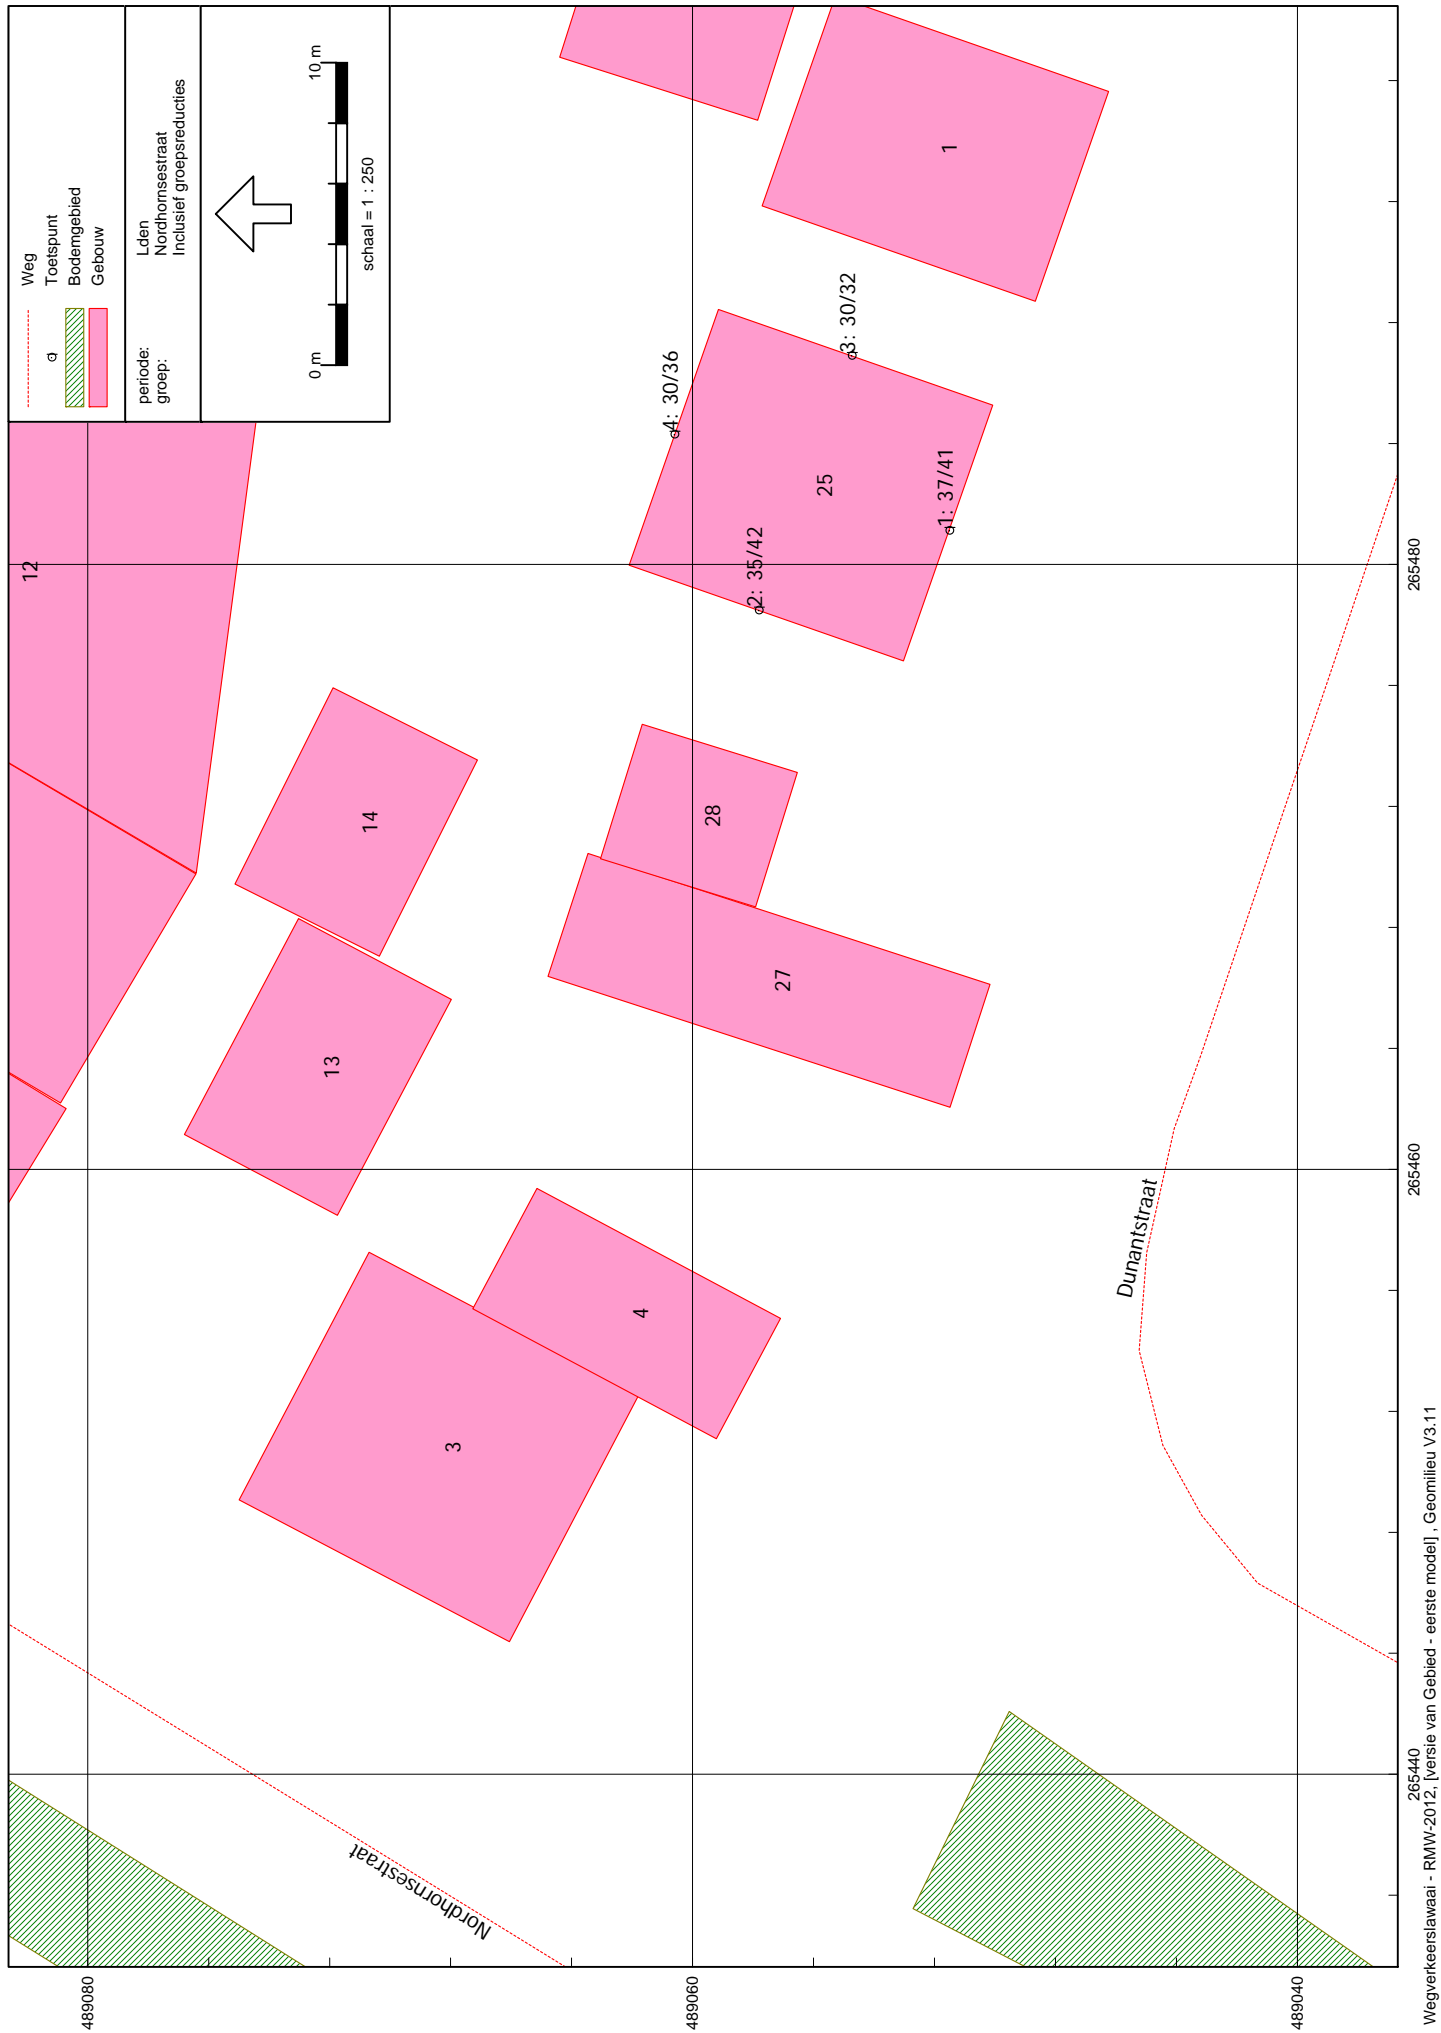 Weg
Toetspunt
Bodemgebied
Gebouw
periode: Lden
groep: Nordhornsestraat
Inclusief groepsreducties
0 m 10 m
schaal = 1 : 250
12
14
13
28
27
25
1
3
4
4: 30/36
3: 30/32
2: 35/42
1: 37/41
Nordhornsestraat
Dunantstraat
489080
489060
489040
265440
265460
265480
Wegverkeerslawaai - RMW-2012, [versie van Gebied - eerste model] , Geomilieu V3.11